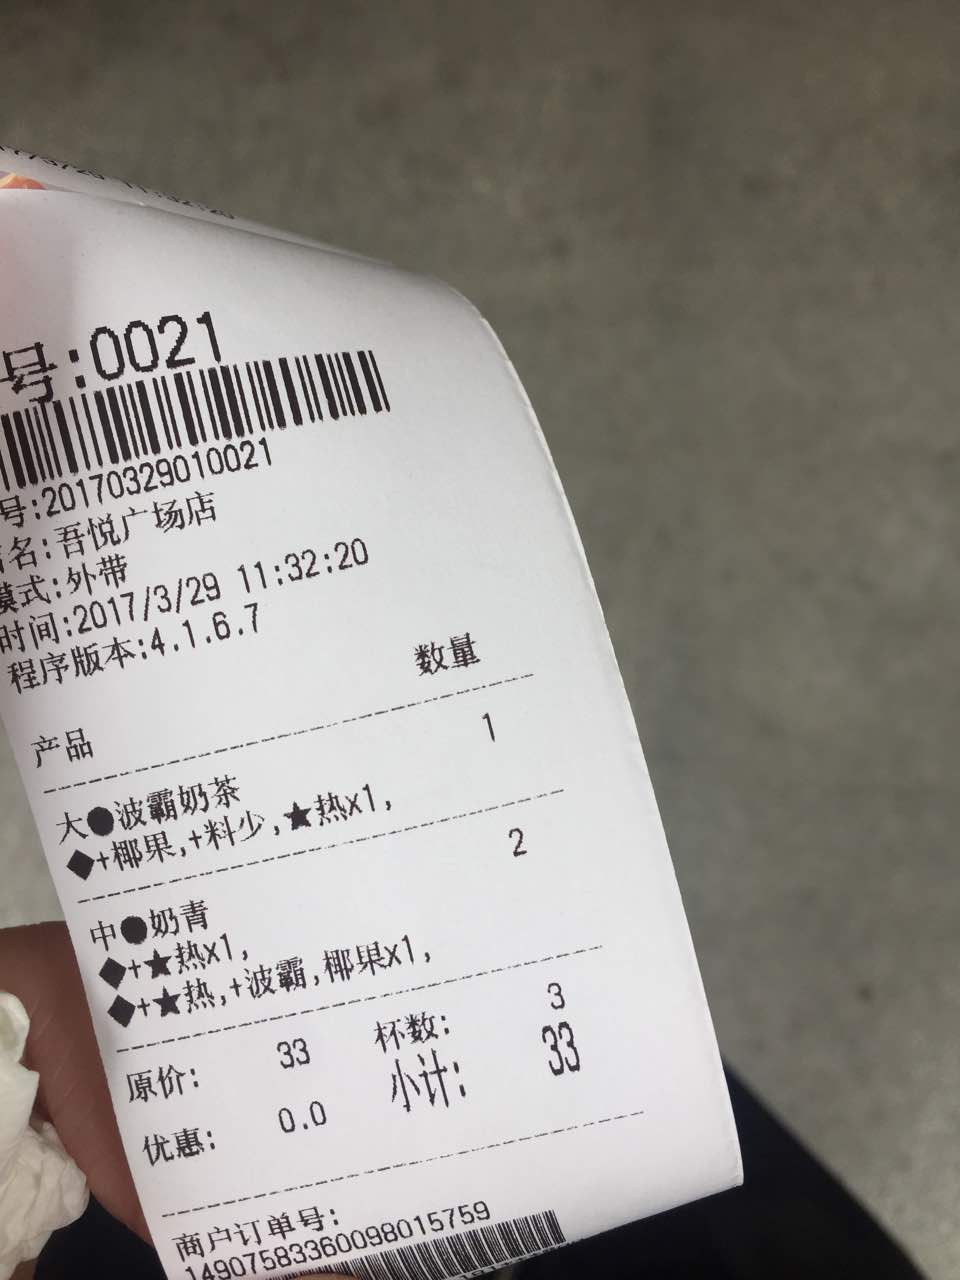 11:32:20
号:0021
号:20170329010021
名:吾悦广场店
模式:外带
时间:2017/3/29 11:32:20
程序版本:4.1.6.7
产品 数量
大●波霸奶茶 1
◆+椰果,+料少,★热x1,
中●奶青 2
◆+★热x1,
◆+★热,+波霸,椰果x1,
原价: 33 杯数: 3
优惠: 0.0 小计: 33
商户订单号:
14907583360098015759